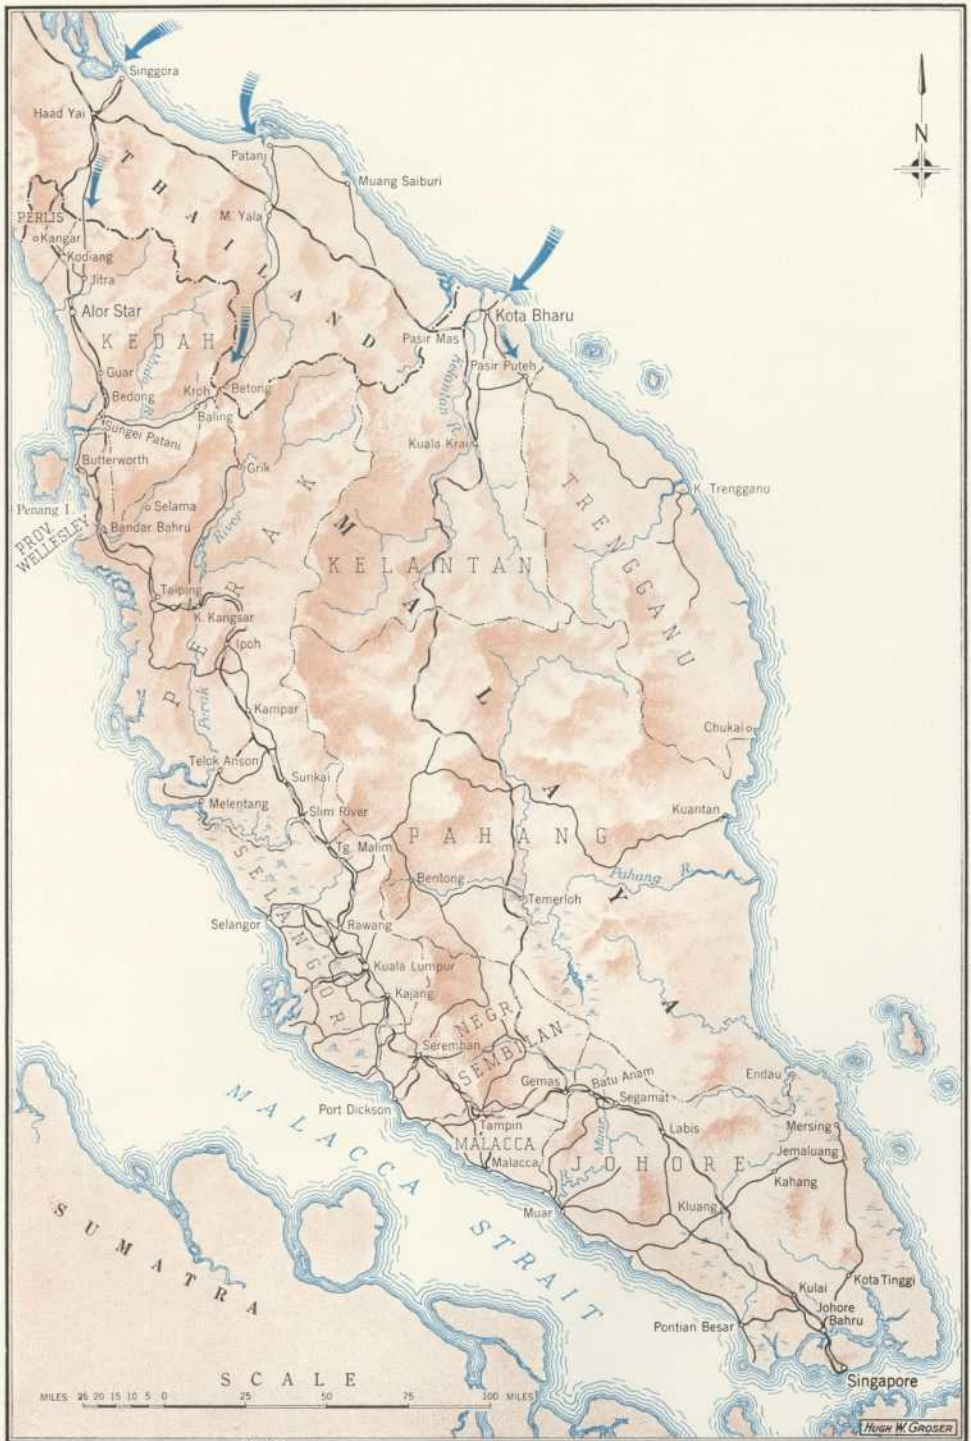 Singgora
Haad Yai
N
Patani
Muang Saiburi
THAILAND
M. Yala
PERLIS
Kangar
Kodiang
Jitra
Alor Star
KEDAH
Kota Bharu
Pasir Mas
Pasir Puteh
Kelantan R.
Guar
Muda R.
Bedong
Kroh
Betong
Baling
Sungei Patani
Kuala Krai
Butterworth
Grik
K. Trengganu
Penang I.
Selama
PROV.
WELLESLEY
Bandar Bahru
River
PERAK
MALAYA
KELANTAN
TRENGGANU
Taiping
K. Kangsar
Ipoh
Perak
Kampar
Chukai
Telok Anson
Sunkai
Melentang
Slim River
Kuantan
Tg. Malim
PAHANG
SELANGOR
Bentong
Pahang R.
Temerloh
Selangor
Rawang
Kuala Lumpur
Kajang
NEGRI
SEMBILAN
Seremban
Gemas
Batu Anam
Segamat
Endau
Port Dickson
Tampin
Muar R.
Labis
Mersing
MALACCA
Malacca
JOHORE
Jemaluang
Kahang
Muar
Kluang
MALACCA STRAIT
SUMATRA
Kulai
Kota Tinggi
Johore
Bahru
Pontian Besar
Singapore
SCALE
MILES 25 20 15 10 5 0 25 50 75 100 MILES
HUGH W. GROSER